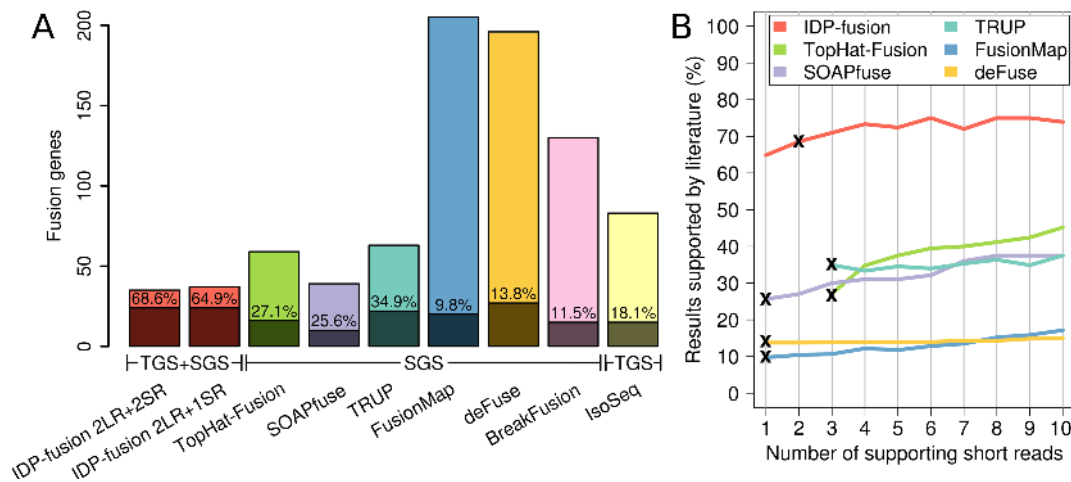 A
Fusion genes
200
150
100
50
0
68.6%
64.9%
27.1%
25.6%
34.9%
9.8%
13.8%
11.5%
18.1%
TGS+SGS
SGS
TGS
IDP-fusion 2LR+2SR
IDP-fusion 2LR+1SR
TopHat-Fusion
SOAPfuse
TRUP
FusionMap
deFuse
BreakFusion
IsoSeq
B
Results supported by literature (%)
100
90
80
70
60
50
40
30
20
10
0
IDP-fusion
TopHat-Fusion
SOAPfuse
TRUP
FusionMap
deFuse
X
X
X
X
X
X
1 2 3 4 5 6 7 8 9 10
Number of supporting short reads